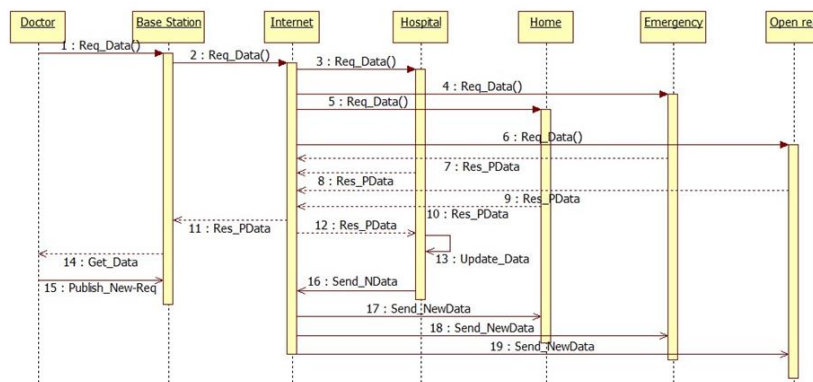 Doctor
Base Station
Internet
Hospital
Home
Emergency
Open re
1 : Req_Data()
2 : Req_Data()
3 : Req_Data()
4 : Req_Data()
5 : Req_Data()
6 : Req_Data()
7 : Res_PData
8 : Res_PData
9 : Res_PData
10 : Res_PData
11 : Res_PData
12 : Res_PData
13 : Update_Data
14 : Get_Data
15 : Publish_New-Req
16 : Send_NData
17 : Send_NewData
18 : Send_NewData
19 : Send_NewData